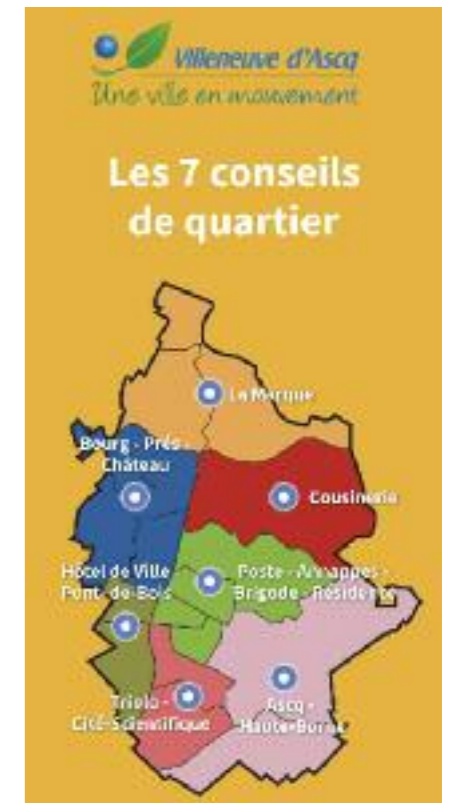 Villeneuve d'Ascq
Une ville en mouvement
Les 7 conseils
de quartier
La Marque
Bourg - Prés -
Château
Cousinerie
Hôtel de Ville -
Pont-de-Bois
Poste - Annappes -
Brigode - Résidence
Triolo -
Cité-Scientifique
Ascq -
Haute-Borne